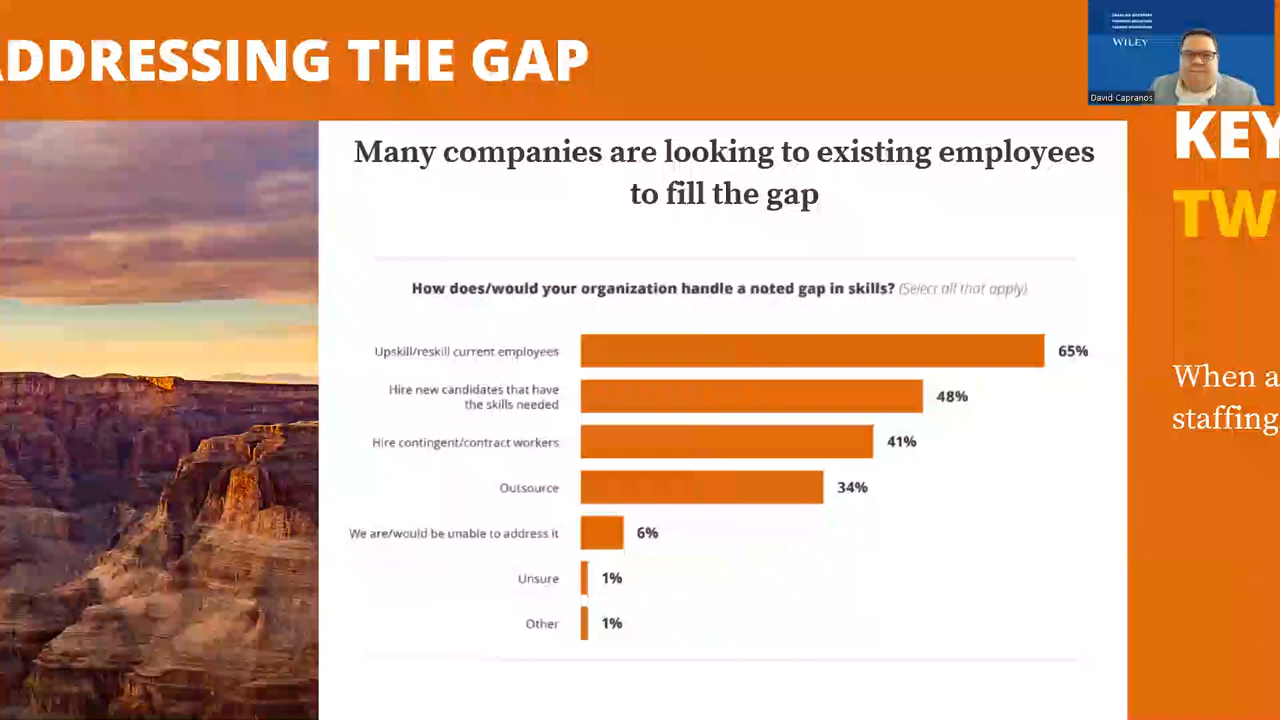 ADDRESSING THE GAP
WILEY
David Capranos
KEY
TW
Many companies are looking to existing employees
to fill the gap
How does/would your organization handle a noted gap in skills? (Select all that apply)
Upskill/reskill current employees 65%
Hire new candidates that have
the skills needed 48%
Hire contingent/contract workers 41%
Outsource 34%
We are/would be unable to address it 6%
Unsure 1%
Other 1%
When a
staffing